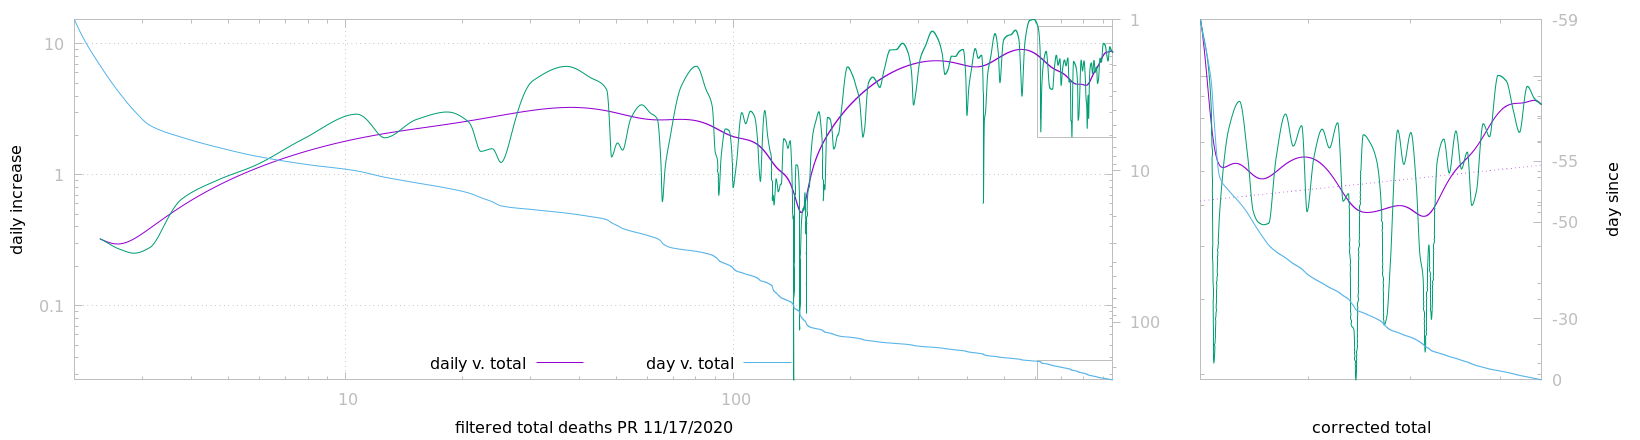 daily increase
10
1
0.1
10
100
1
10
100
daily v. total
day v. total
filtered total deaths PR 11/17/2020
-59
-55
-50
-30
0
day since
corrected total